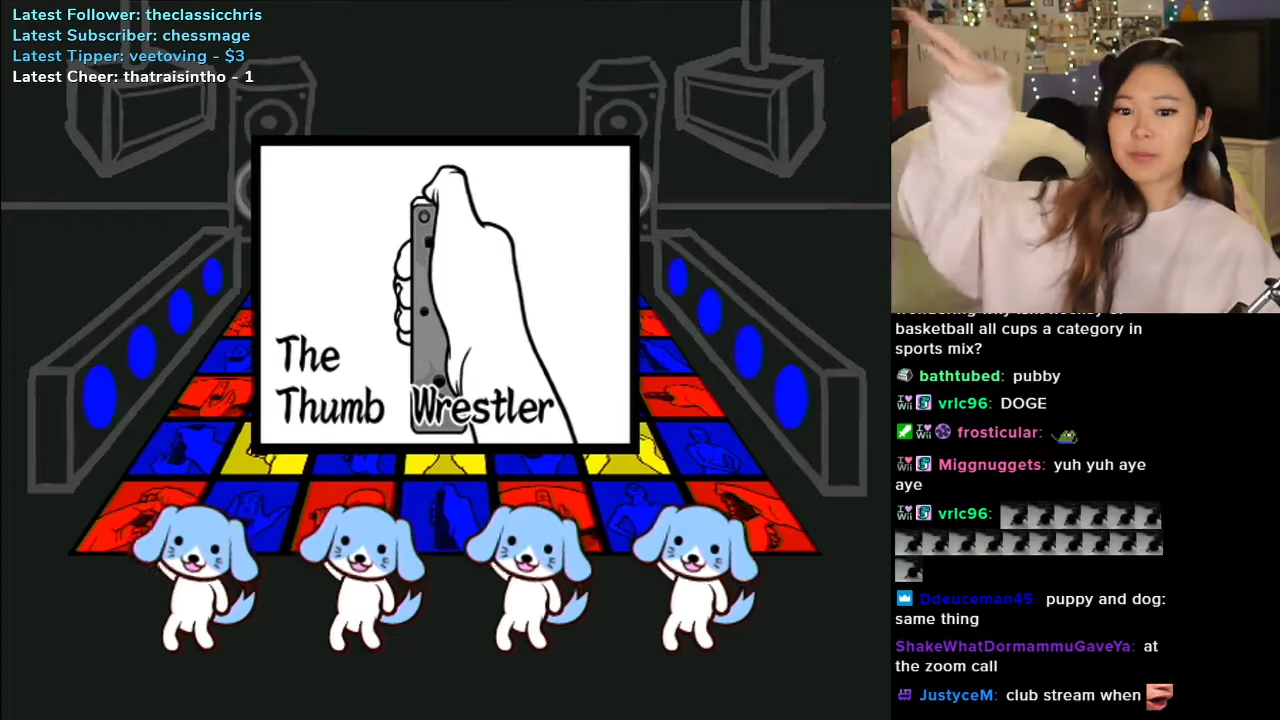 Latest Follower: theclassicchris
Latest Subscriber: chessmage
Latest Tipper: veetoving - $3
Latest Cheer: thatraisintho - 1
The
Thumb Wrestler
basketball all cups a category in
sports mix?
bathtubed: pubby
vrlc96: DOGE
frosticular:
Miggnuggets: yuh yuh aye
aye
vrlc96:
Ddeuceman45: puppy and dog:
same thing
ShakeWhatDormammuGaveYa: at
the zoom call
JustyceM: club stream when